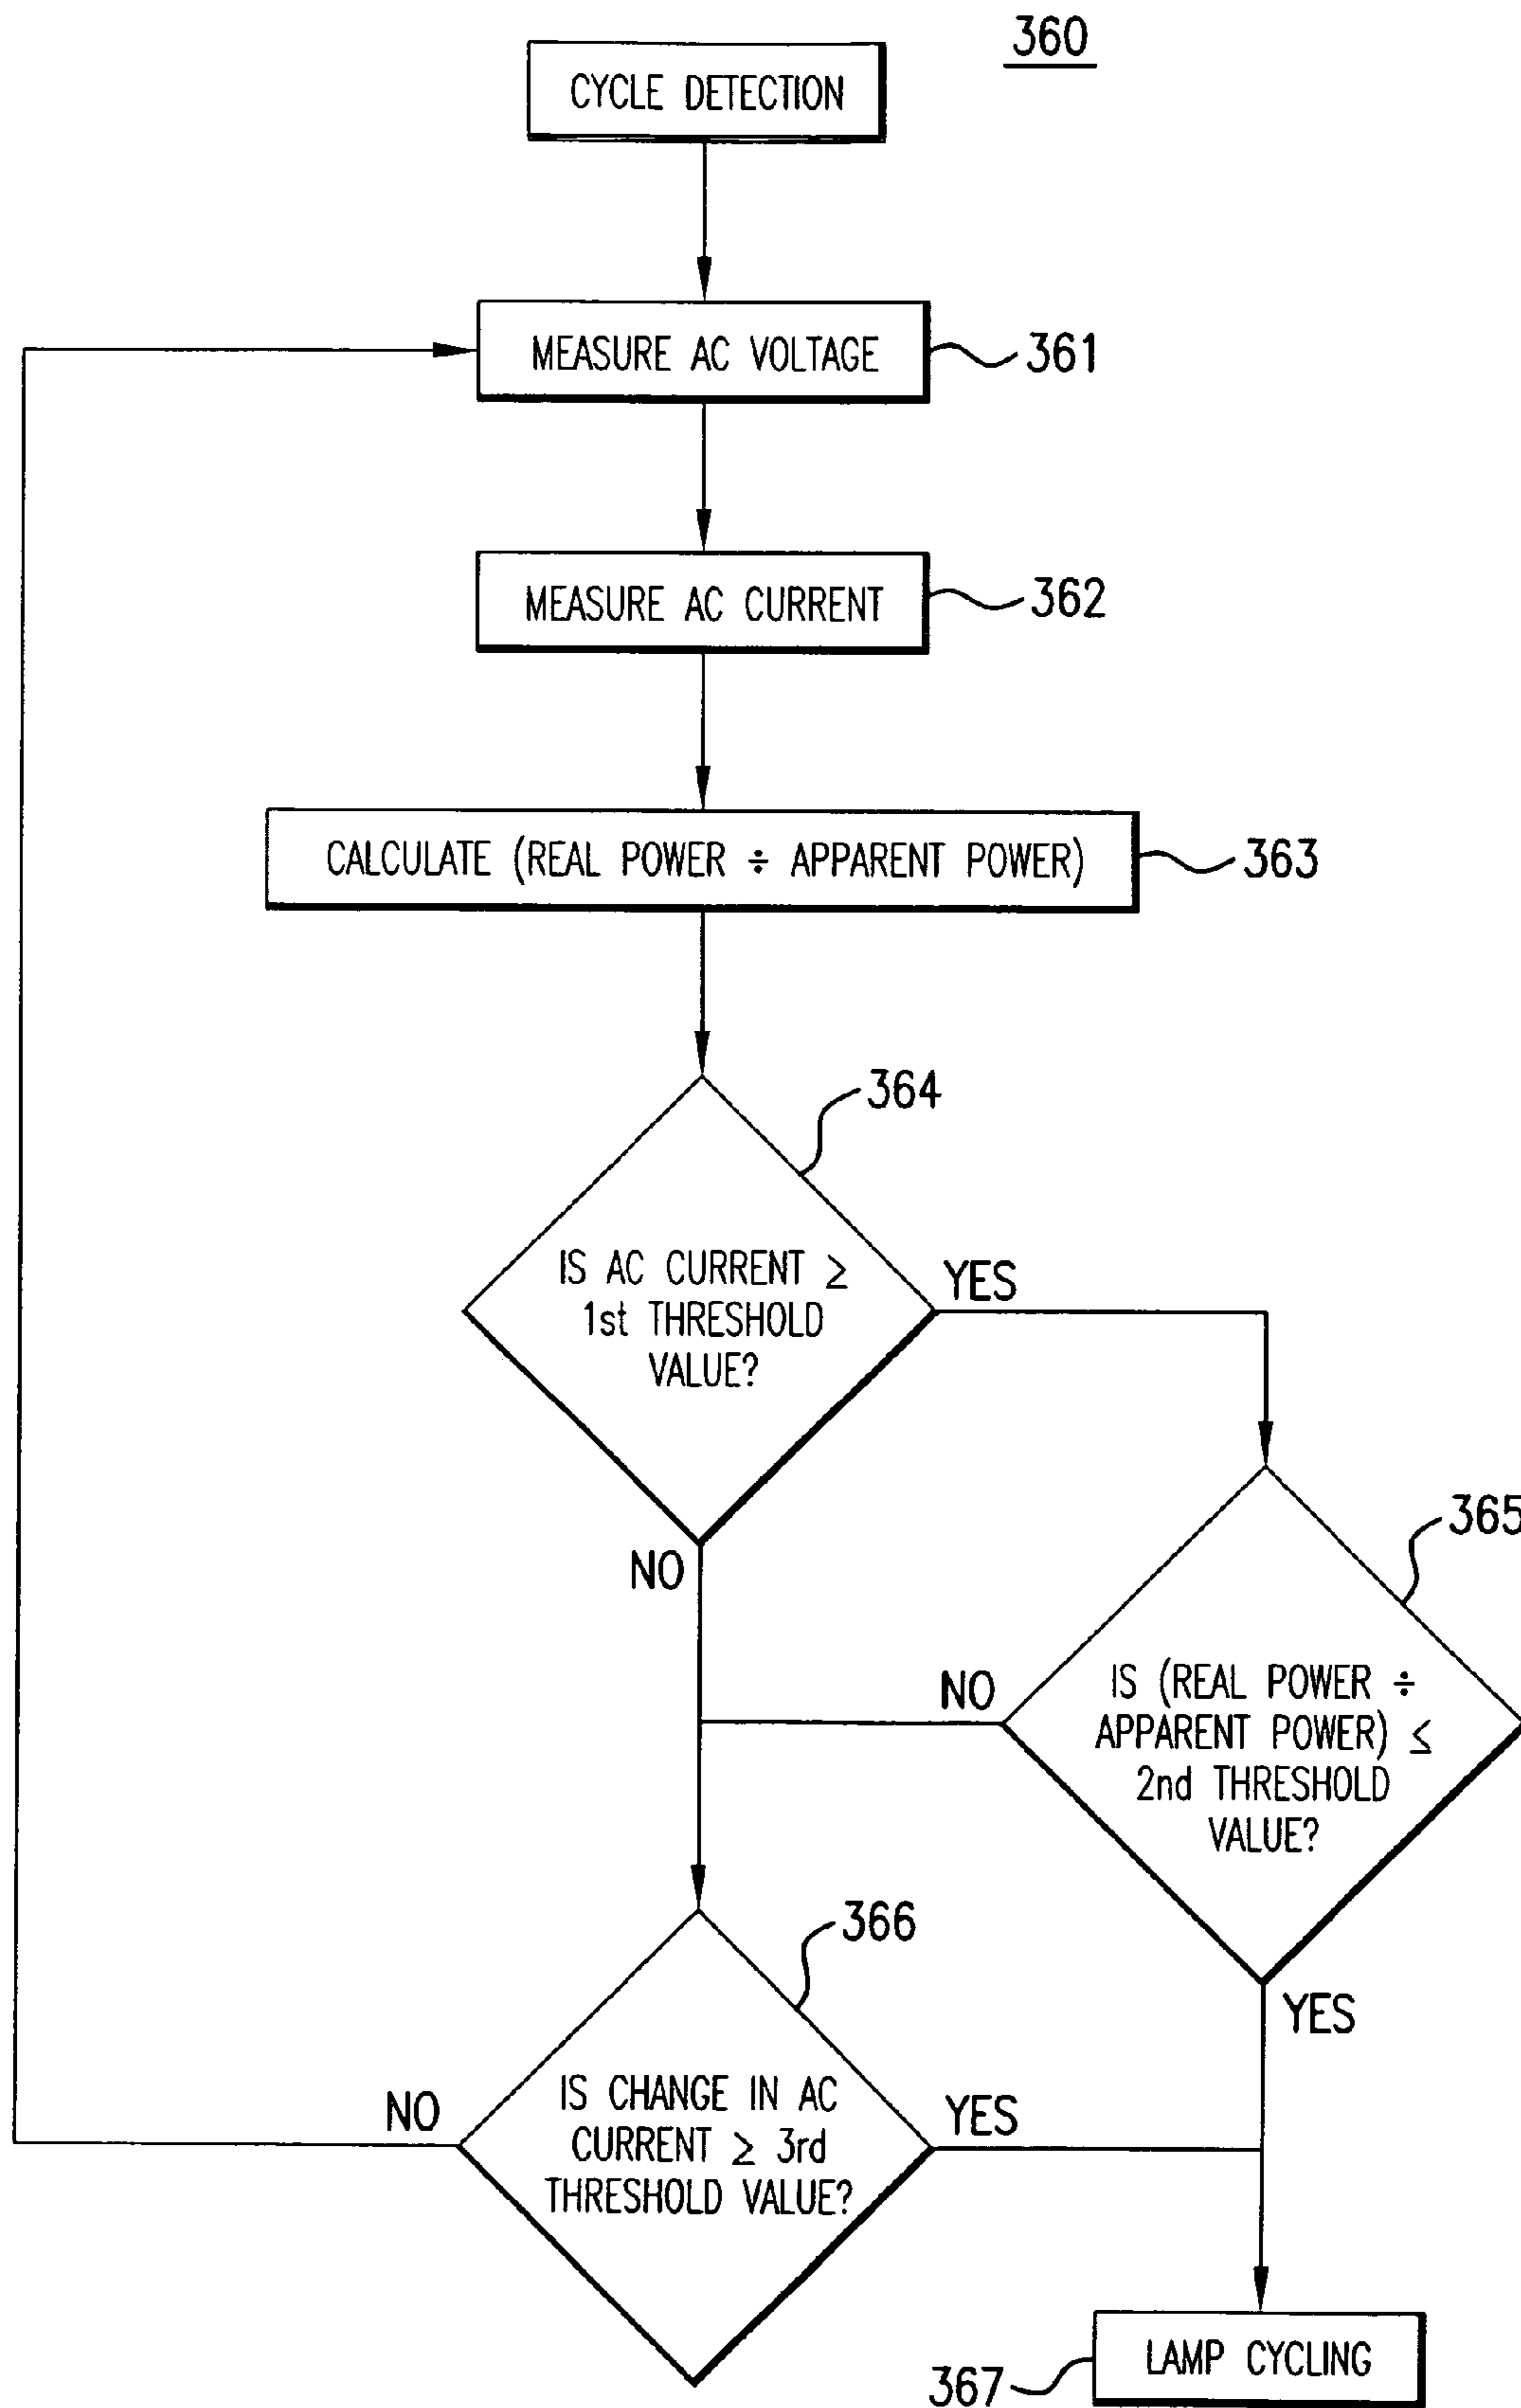 360
CYCLE DETECTION
MEASURE AC VOLTAGE
361
MEASURE AC CURRENT
362
CALCULATE (REAL POWER ÷ APPARENT POWER)
363
364
IS AC CURRENT ≥
1st THRESHOLD
VALUE?
YES
NO
365
IS (REAL POWER ÷
APPARENT POWER) ≤
2nd THRESHOLD
VALUE?
NO
YES
366
IS CHANGE IN AC
CURRENT ≥ 3rd
THRESHOLD VALUE?
NO
YES
LAMP CYCLING
367